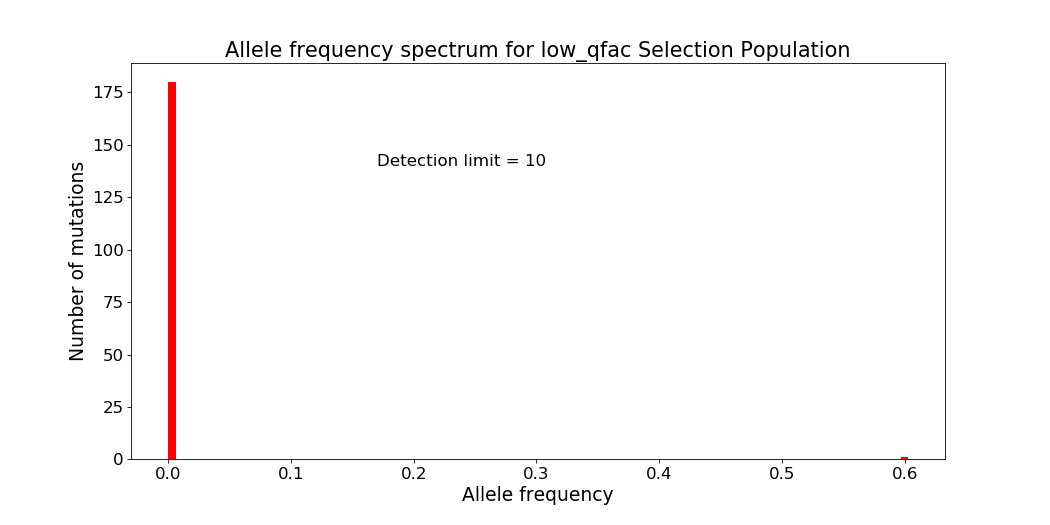 Allele frequency spectrum for low_qfac Selection Population
175
150
125
100
75
50
25
0
Number of mutations
Detection limit = 10
0.0 0.1 0.2 0.3 0.4 0.5 0.6
Allele frequency